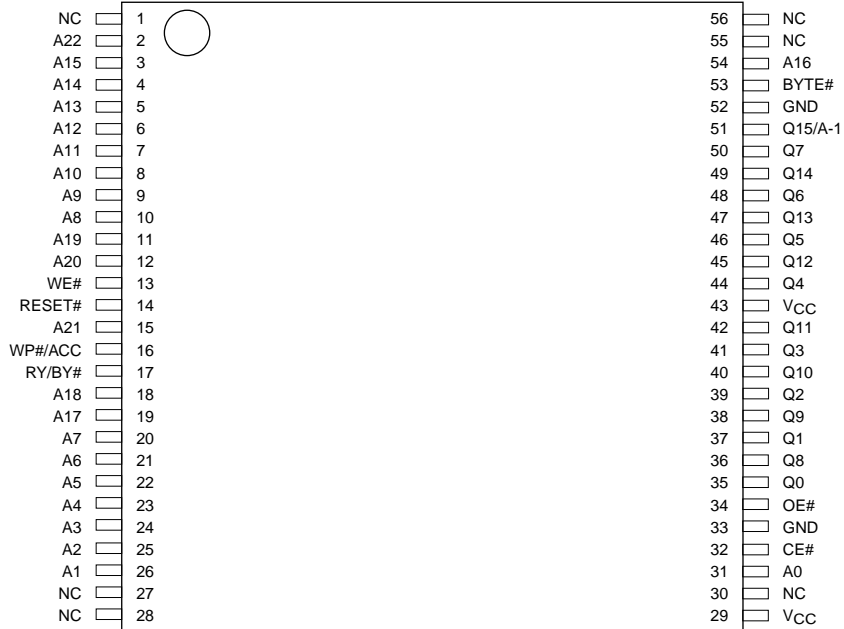 NC 1 56 NC
A22 2 55 NC
A15 3 54 A16
A14 4 53 BYTE#
A13 5 52 GND
A12 6 51 Q15/A-1
A11 7 50 Q7
A10 8 49 Q14
A9 9 48 Q6
A8 10 47 Q13
A19 11 46 Q5
A20 12 45 Q12
WE# 13 44 Q4
RESET# 14 43 VCC
A21 15 42 Q11
WP#/ACC 16 41 Q3
RY/BY# 17 40 Q10
A18 18 39 Q2
A17 19 38 Q9
A7 20 37 Q1
A6 21 36 Q8
A5 22 35 Q0
A4 23 34 OE#
A3 24 33 GND
A2 25 32 CE#
A1 26 31 A0
NC 27 30 NC
NC 28 29 VCC